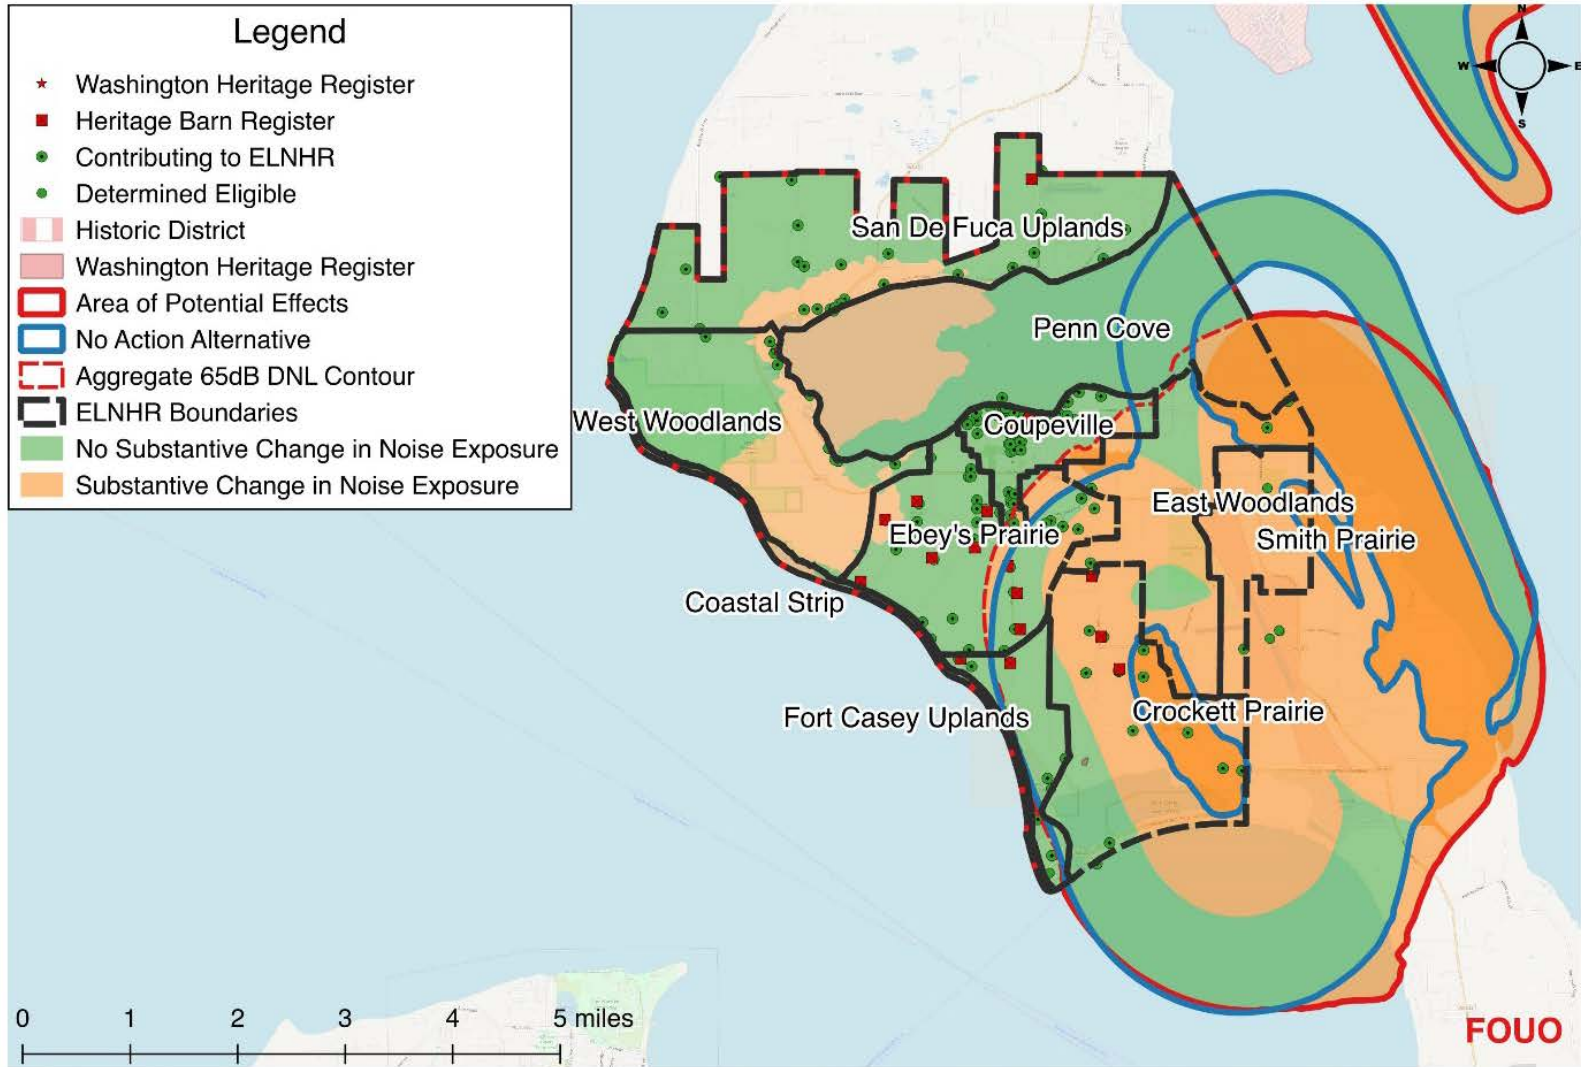 Legend
Washington Heritage Register
Heritage Barn Register
Contributing to ELNHR
Determined Eligible
Historic District
Washington Heritage Register
Area of Potential Effects
No Action Alternative
Aggregate 65dB DNL Contour
ELNHR Boundaries
No Substantive Change in Noise Exposure
Substantive Change in Noise Exposure
N
W
E
S
San De Fuca Uplands
Penn Cove
West Woodlands
Coupeville
East Woodlands
Ebey's Prairie
Smith Prairie
Coastal Strip
Fort Casey Uplands
Crockett Prairie
0 1 2 3 4 5 miles
FOUO